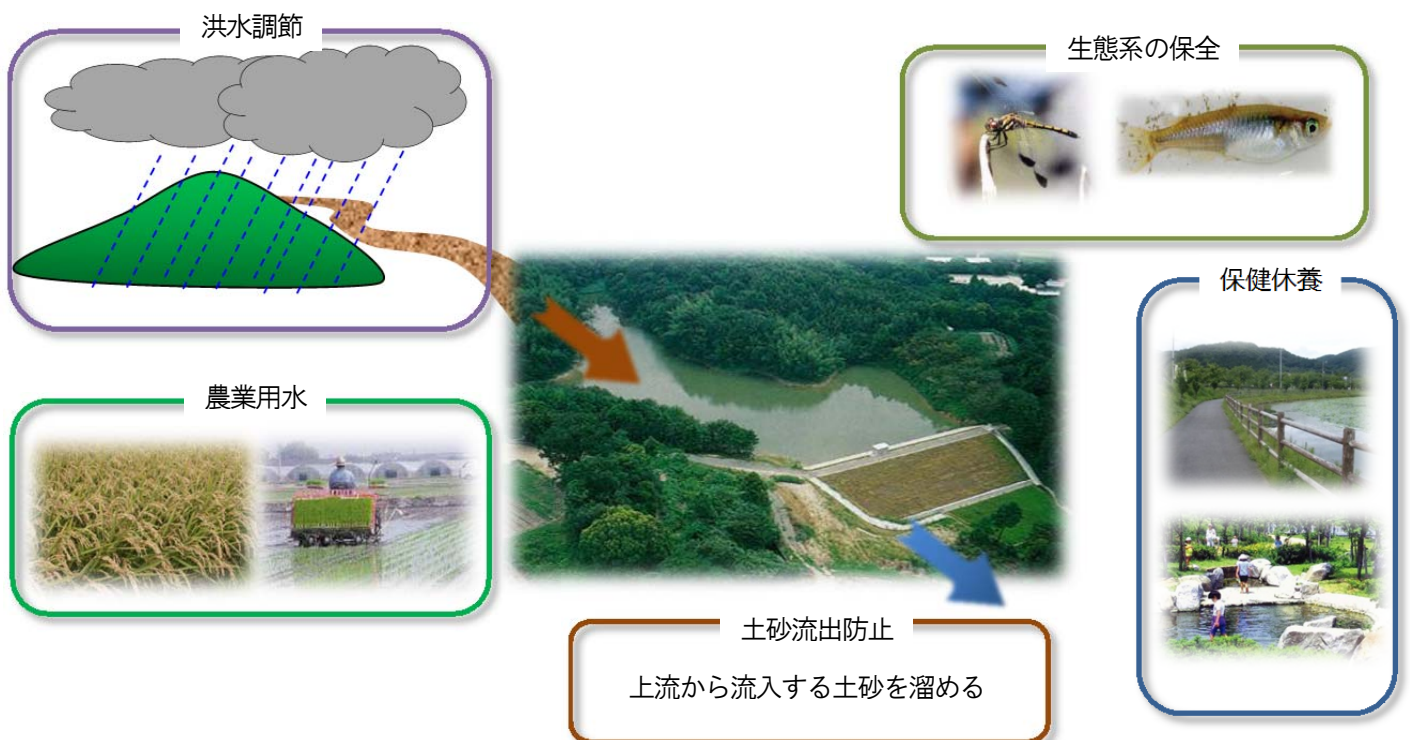 洪水調節
生態系の保全
保健休養
農業用水
土砂流出防止
上流から流入する土砂を溜める